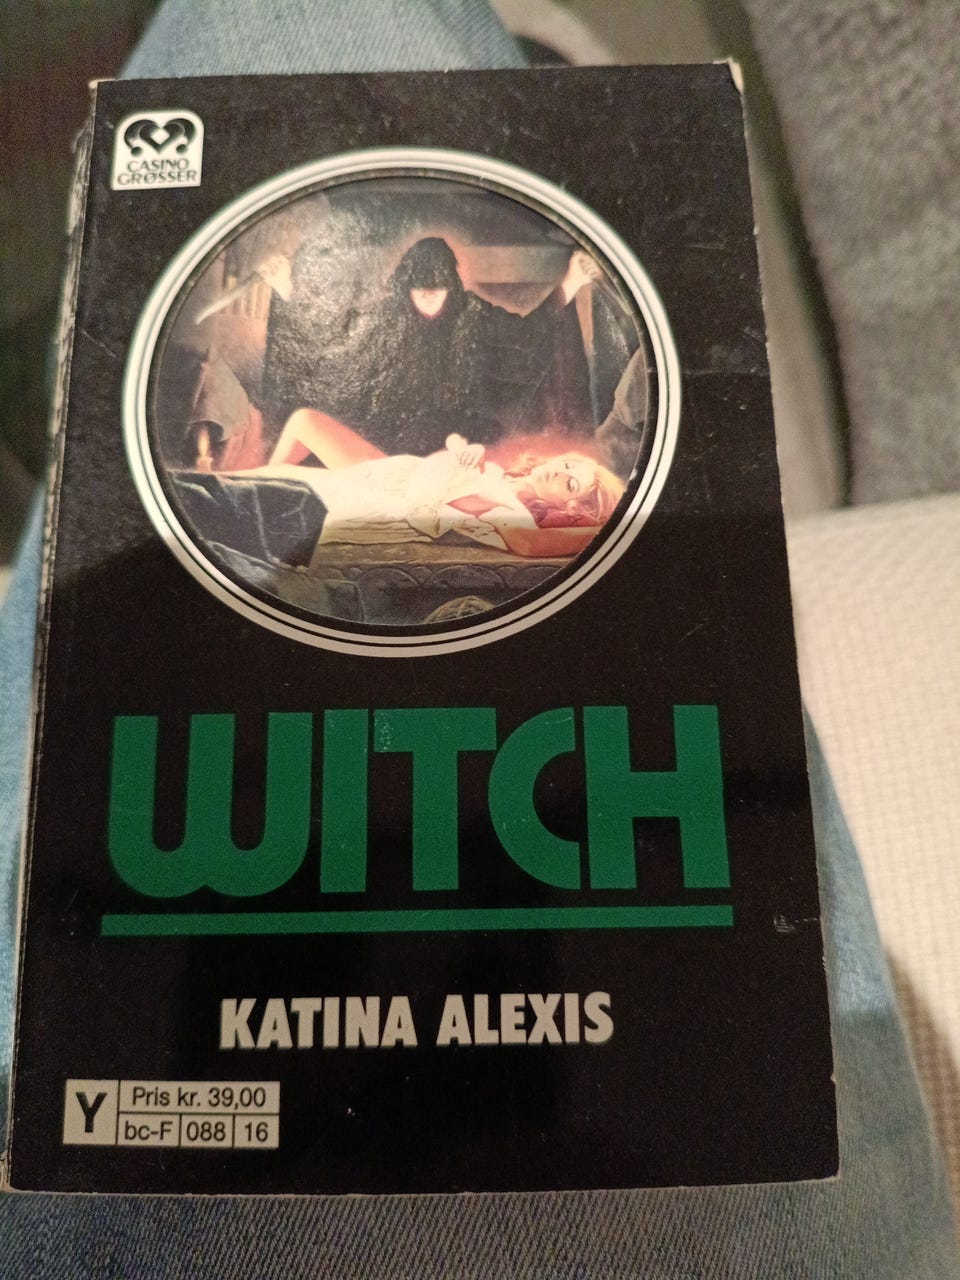 CASINO
GRØSSER
WITCH
KATINA ALEXIS
Y
Pris kr. 39,00
bc-F 088 16